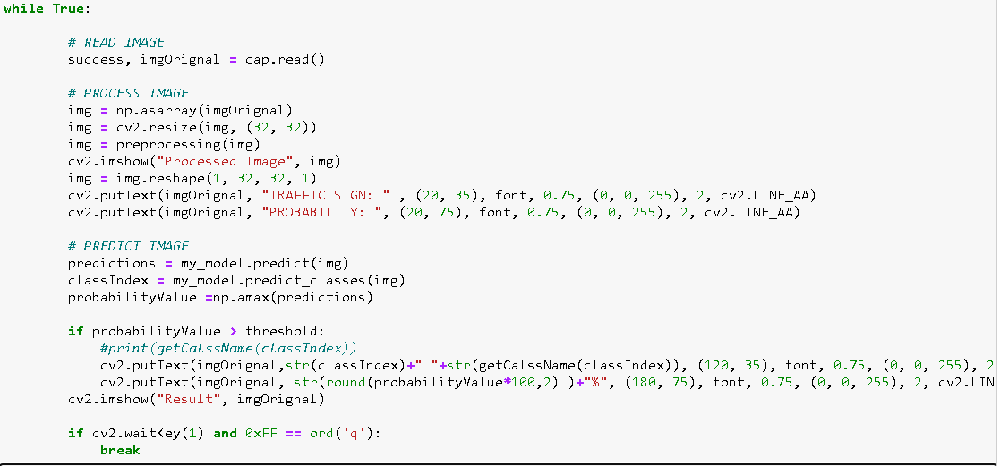 while True:
# READ IMAGE
success, imgOrignal = cap.read()
# PROCESS IMAGE
img = np.asarray(imgOrignal)
img = cv2.resize(img, (32, 32))
img = preprocessing(img)
cv2.imshow("Processed Image", img)
img = img.reshape(1, 32, 32, 1)
cv2.putText(imgOrignal, "TRAFFIC SIGN: " , (20, 35), font, 0.75, (0, 0, 255), 2, cv2.LINE_AA)
cv2.putText(imgOrignal, "PROBABILITY: ", (20, 75), font, 0.75, (0, 0, 255), 2, cv2.LINE_AA)
# PREDICT IMAGE
predictions = my_model.predict(img)
classIndex = my_model.predict_classes(img)
probabilityValue =np.amax(predictions)
if probabilityValue > threshold:
#print(getCalssName(classIndex))
cv2.putText(imgOrignal,str(classIndex)+" "+str(getCalssName(classIndex)), (120, 35), font, 0.75, (0, 0, 255), 2
cv2.putText(imgOrignal, str(round(probabilityValue*100,2) )+"%", (180, 75), font, 0.75, (0, 0, 255), 2, cv2.LIN
cv2.imshow("Result", imgOrignal)
if cv2.waitKey(1) and 0xFF == ord('q'):
break